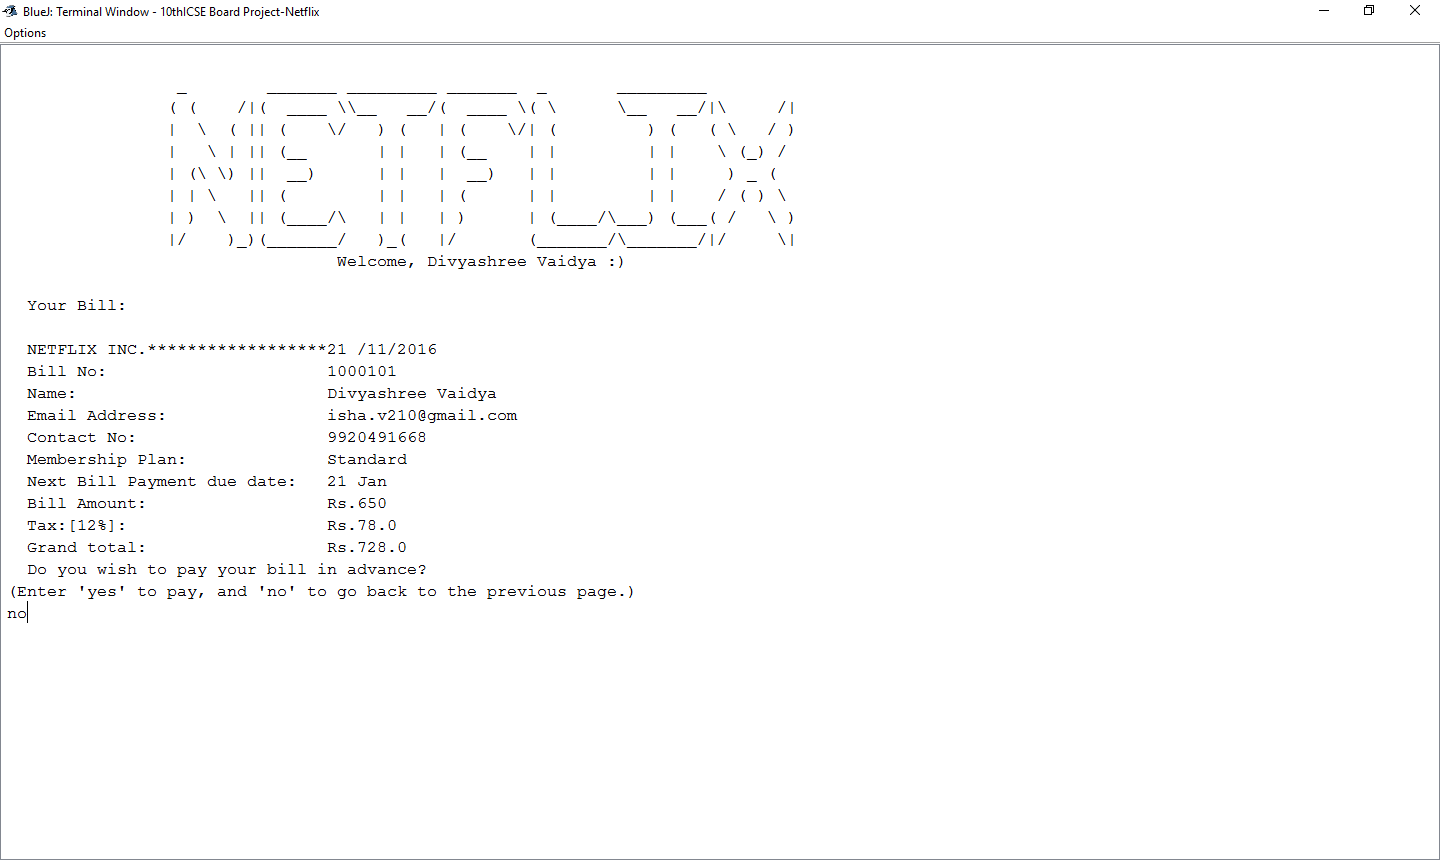 BlueJ: Terminal Window - 10thICSE Board Project-Netflix
Options
NETFLIX
Welcome, Divyashree Vaidya :)
Your Bill:
NETFLIX INC.******************21 /11/2016
Bill No: 1000101
Name: Divyashree Vaidya
Email Address: isha.v210@gmail.com
Contact No: 9920491668
Membership Plan: Standard
Next Bill Payment due date: 21 Jan
Bill Amount: Rs.650
Tax:[12%]: Rs.78.0
Grand total: Rs.728.0
Do you wish to pay your bill in advance?
(Enter 'yes' to pay, and 'no' to go back to the previous page.)
no